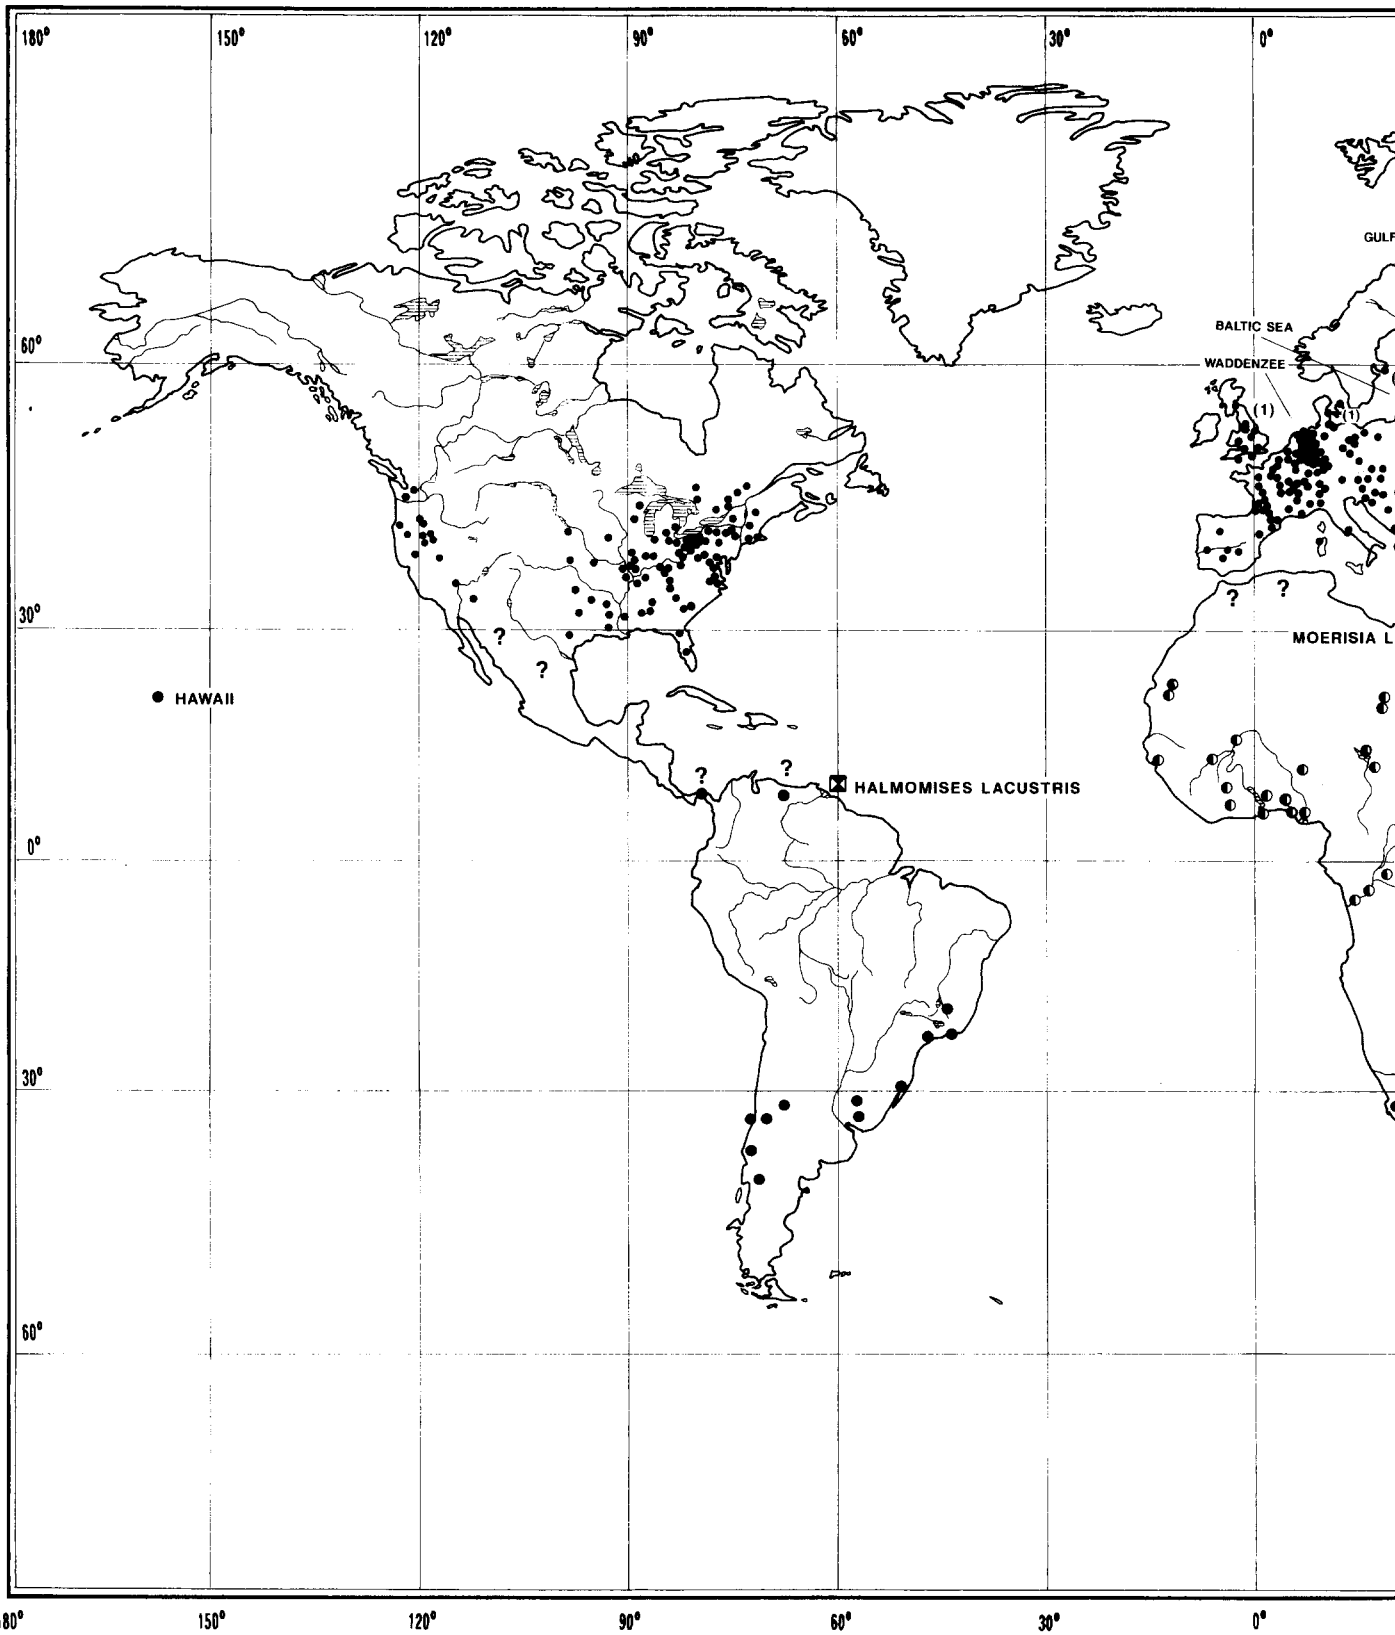 180° 150° 120° 90° 60° 30° 0°
GULF
BALTIC SEA
60°
WADDENZEE
(1) (1)
? ?
30°
?
MOERISIA L
?
HAWAII
? ?
HALMOMISES LACUSTRIS
0°
30°
60°
80° 150° 120° 90° 60° 30° 0°